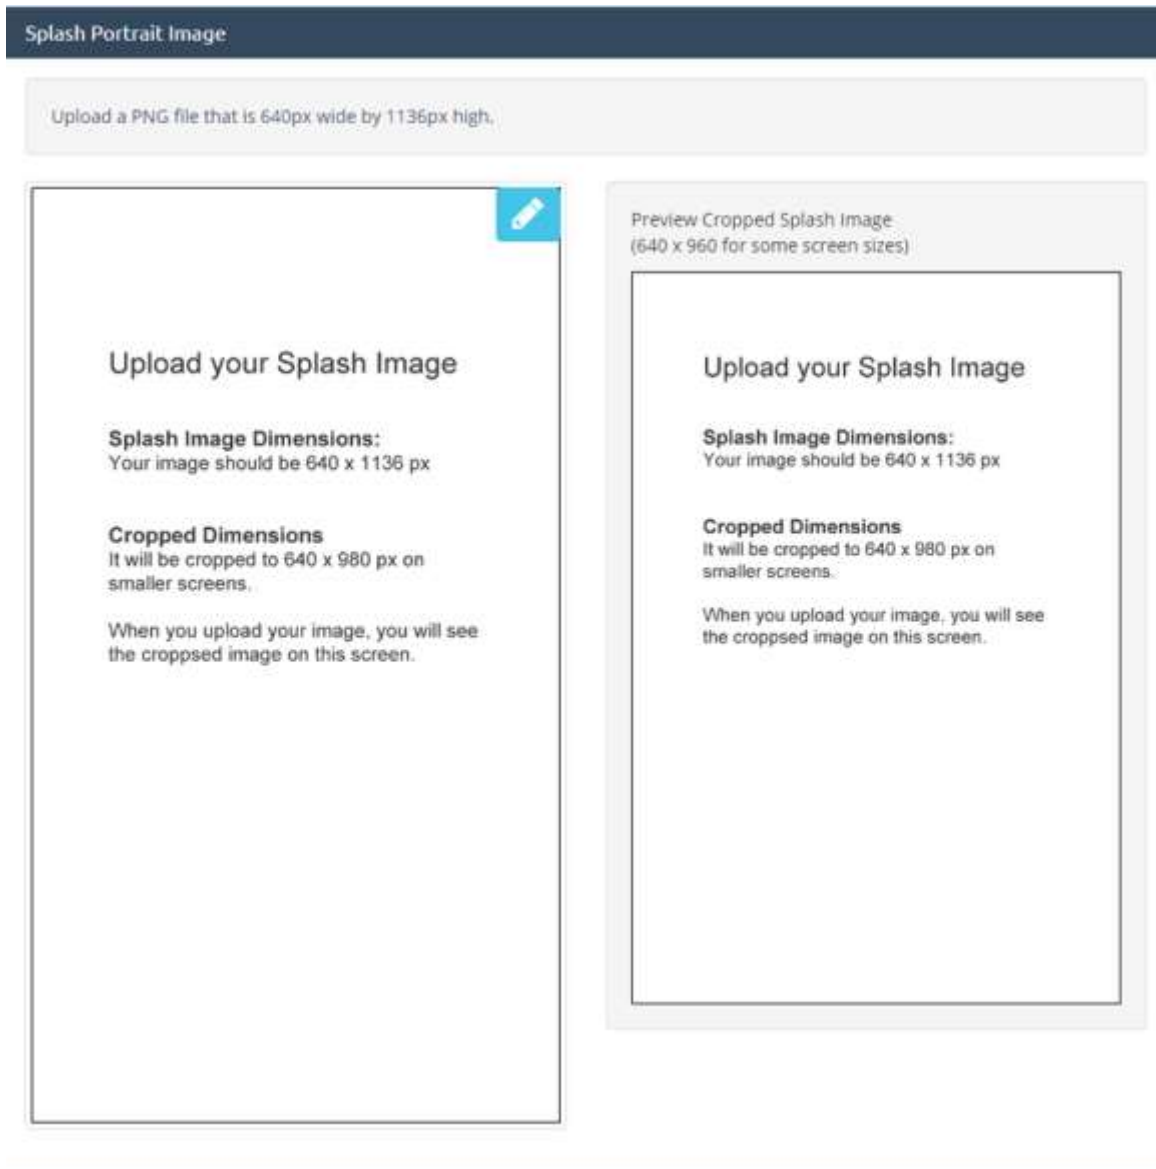 Splash Portrait Image
Upload a PNG file that is 640px wide by 1136px high.
Upload your Splash Image
Splash Image Dimensions:
Your image should be 640 x 1136 px
Cropped Dimensions
It will be cropped to 640 x 980 px on
smaller screens.
When you upload your image, you will see
the croppsed image on this screen.
Preview Cropped Splash Image
(640 x 960 for some screen sizes)
Upload your Splash Image
Splash Image Dimensions:
Your image should be 640 x 1136 px
Cropped Dimensions
It will be cropped to 640 x 980 px on
smaller screens.
When you upload your image, you will see
the croppsed image on this screen.